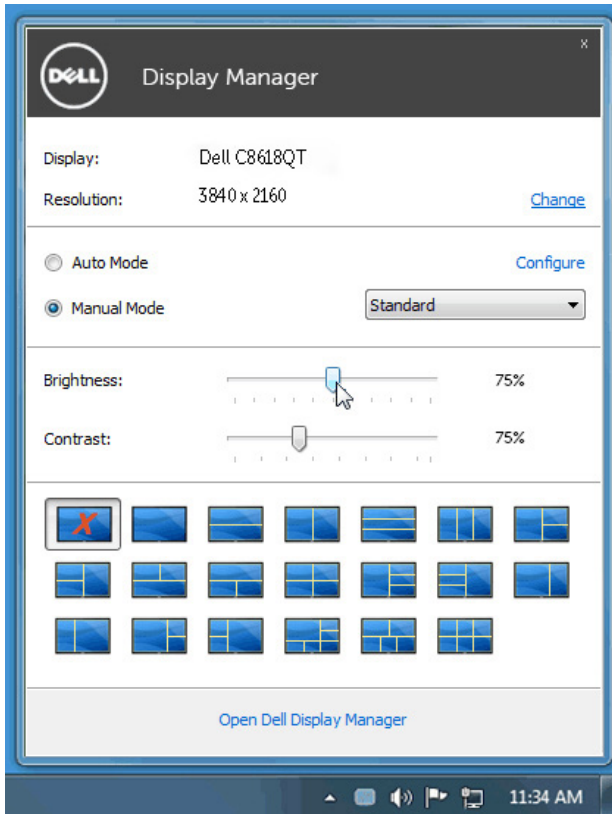 DELL
Display Manager
x
Display: Dell C8618QT
Resolution: 3840 x 2160 Change
Auto Mode Configure
Manual Mode Standard
Brightness: 75%
Contrast: 75%
X
Open Dell Display Manager
11:34 AM